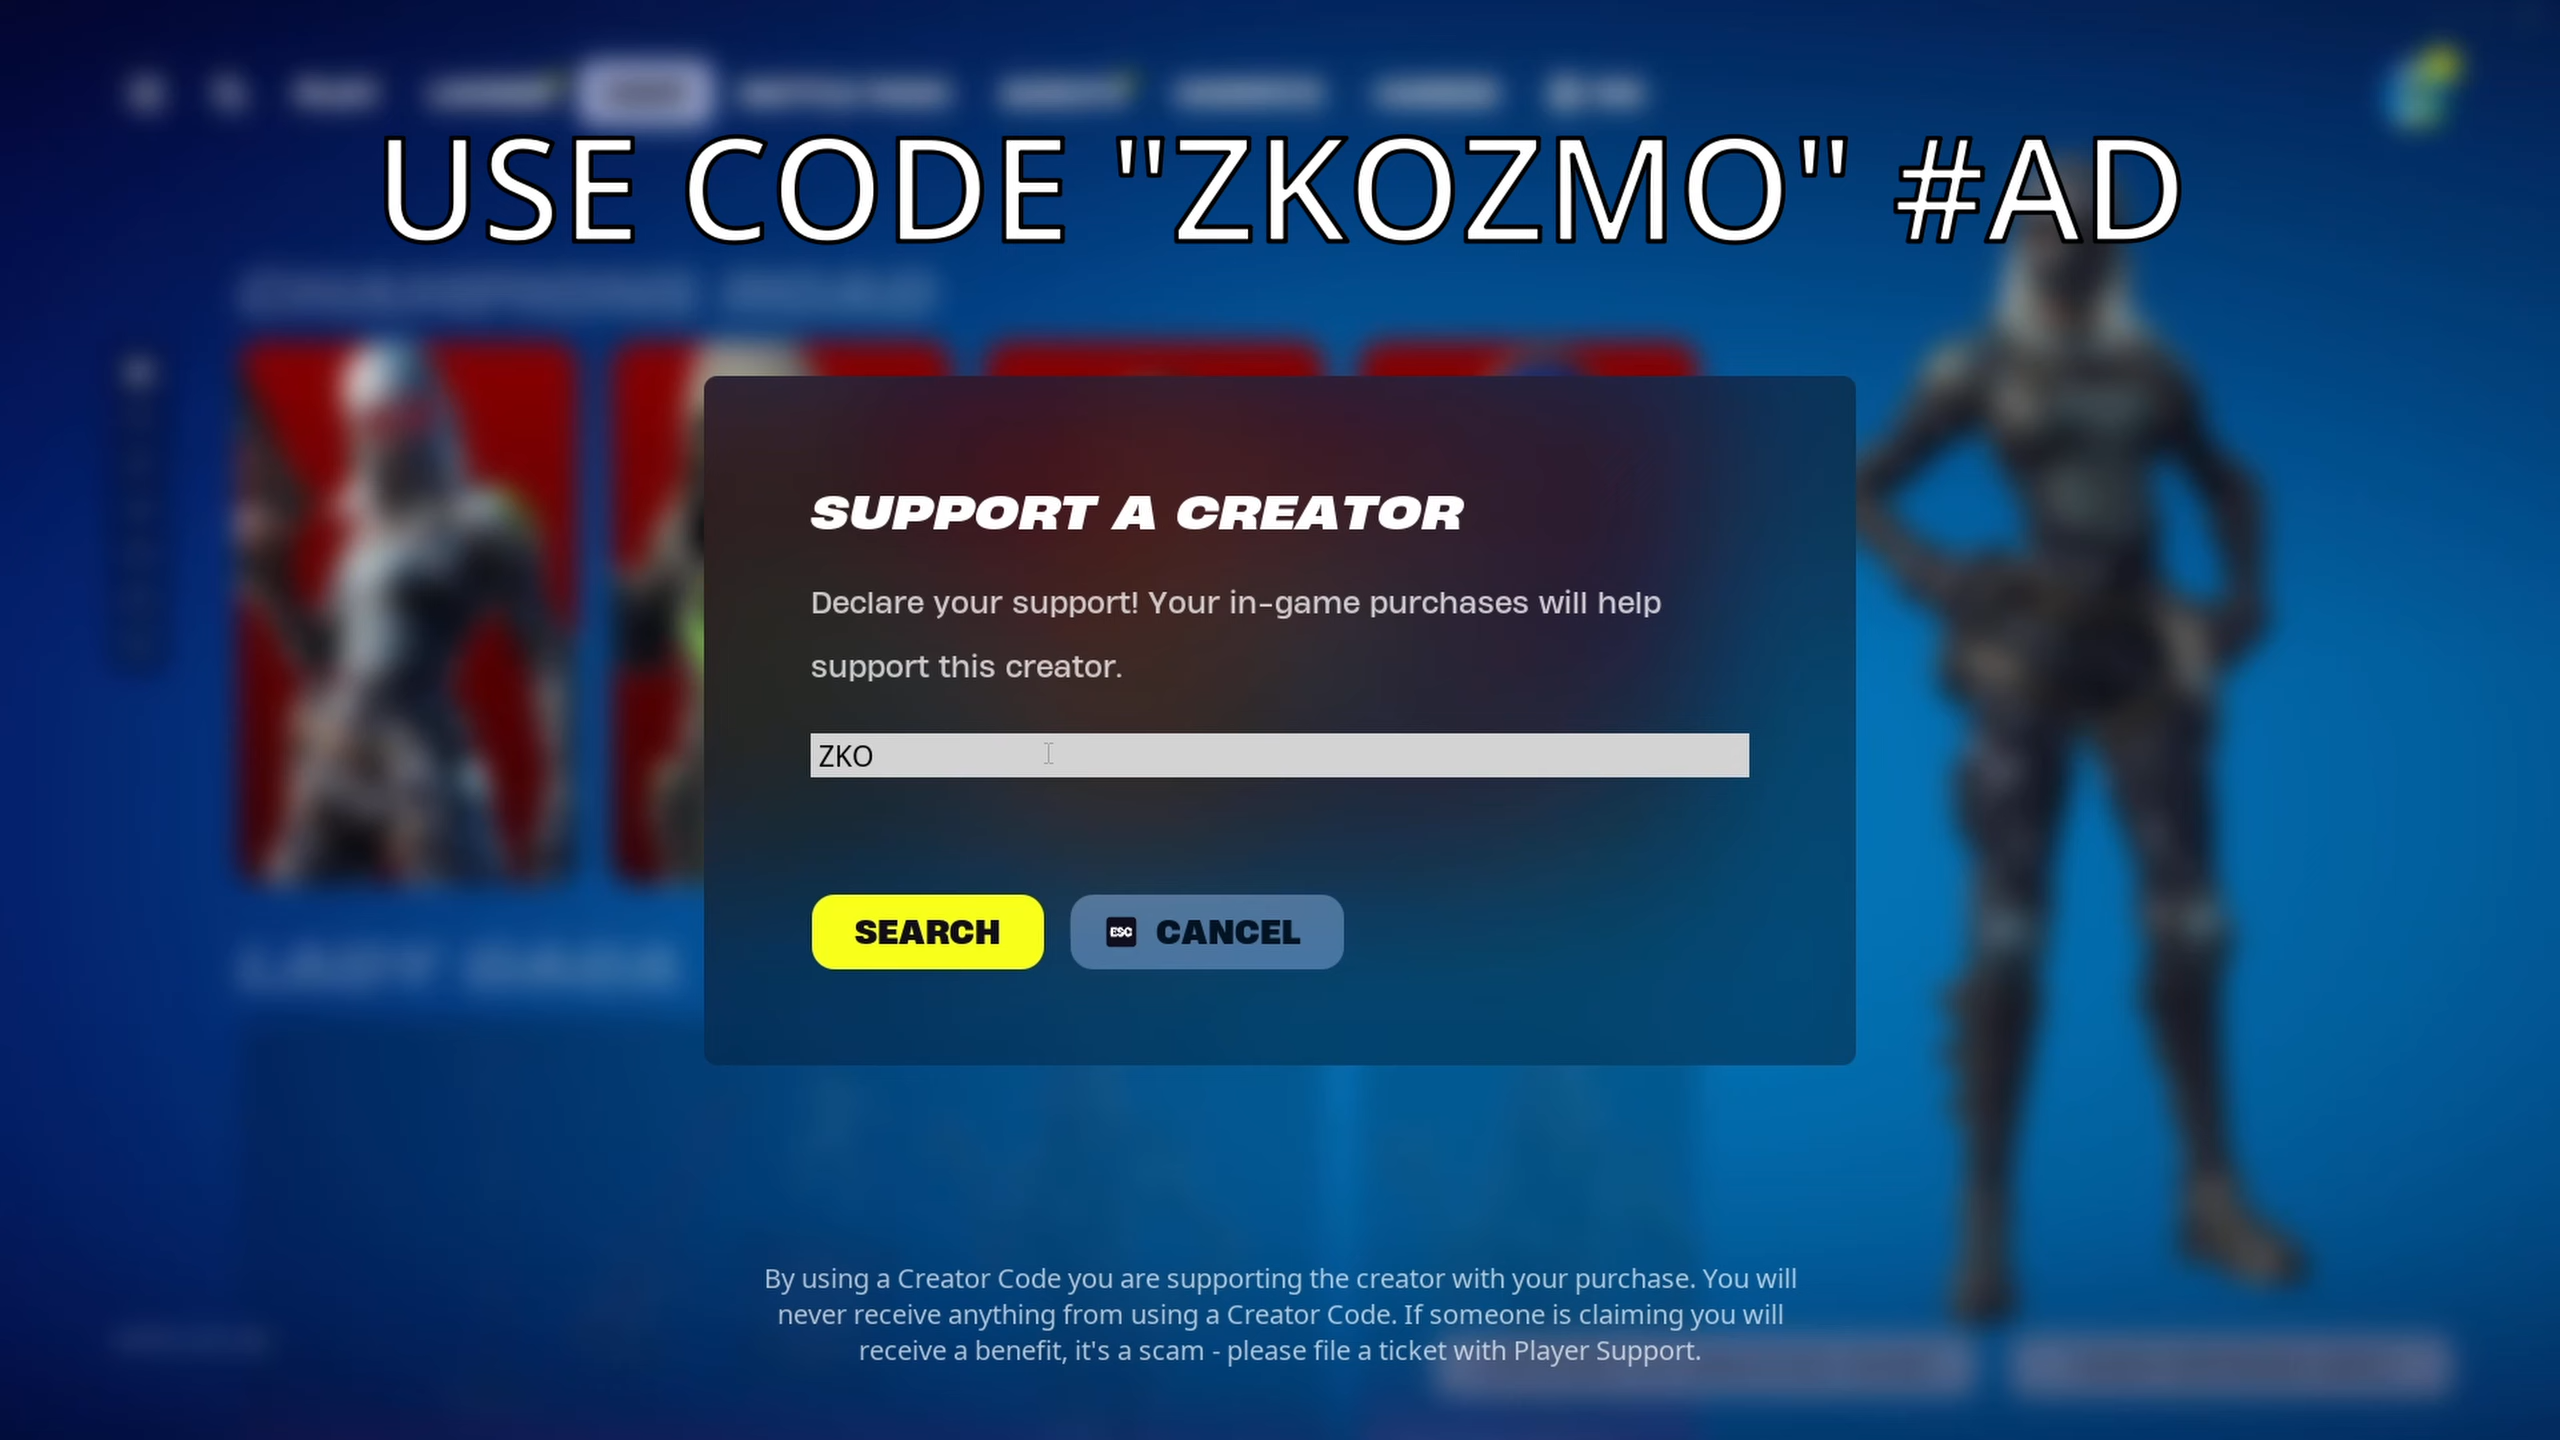 USE CODE "ZKOZMO" #AD
SUPPORT A CREATOR
Declare your support! Your in-game purchases will help
support this creator.
ZKO
SEARCH
ESC CANCEL
By using a Creator Code you are supporting the creator with your purchase. You will
never receive anything from using a Creator Code. If someone is claiming you will
receive a benefit, it's a scam - please file a ticket with Player Support.